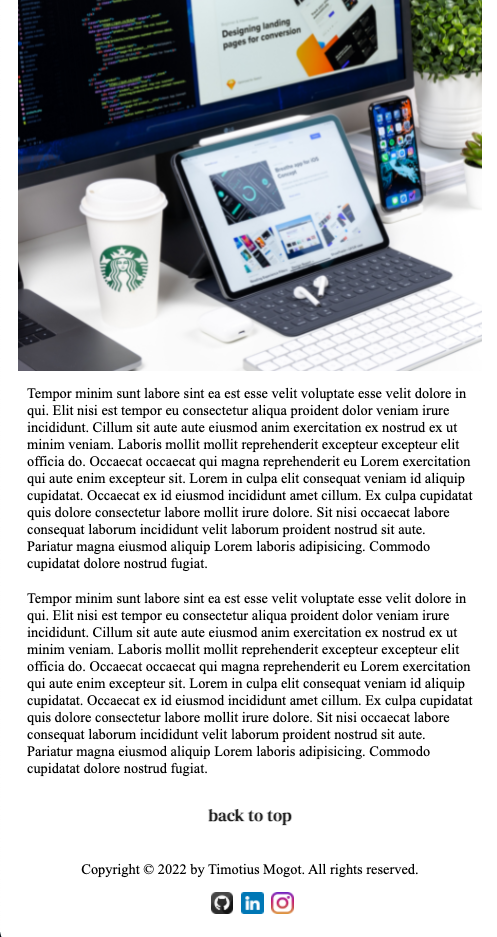 Designing landing
pages for conversion
Breathe app for iOS
Concept
Tempor minim sunt labore sint ea est esse velit voluptate esse velit dolore in
qui. Elit nisi est tempor eu consectetur aliqua proident dolor veniam irure
incididunt. Cillum sit aute aute eiusmod anim exercitation ex nostrud ex ut
minim veniam. Laboris mollit mollit reprehenderit excepteur excepteur elit
officia do. Occaecat occaecat qui magna reprehenderit eu Lorem exercitation
qui aute enim excepteur sit. Lorem in culpa elit consequat veniam id aliquip
cupidatat. Occaecat ex id eiusmod incididunt amet cillum. Ex culpa cupidatat
quis dolore consectetur labore mollit irure dolore. Sit nisi occaecat labore
consequat laborum incididunt velit laborum proident nostrud sit aute.
Pariatur magna eiusmod aliquip Lorem laboris adipisicing. Commodo
cupidatat dolore nostrud fugiat.
Tempor minim sunt labore sint ea est esse velit voluptate esse velit dolore in
qui. Elit nisi est tempor eu consectetur aliqua proident dolor veniam irure
incididunt. Cillum sit aute aute eiusmod anim exercitation ex nostrud ex ut
minim veniam. Laboris mollit mollit reprehenderit excepteur excepteur elit
officia do. Occaecat occaecat qui magna reprehenderit eu Lorem exercitation
qui aute enim excepteur sit. Lorem in culpa elit consequat veniam id aliquip
cupidatat. Occaecat ex id eiusmod incididunt amet cillum. Ex culpa cupidatat
quis dolore consectetur labore mollit irure dolore. Sit nisi occaecat labore
consequat laborum incididunt velit laborum proident nostrud sit aute.
Pariatur magna eiusmod aliquip Lorem laboris adipisicing. Commodo
cupidatat dolore nostrud fugiat.
back to top
Copyright © 2022 by Timotius Mogot. All rights reserved.
in